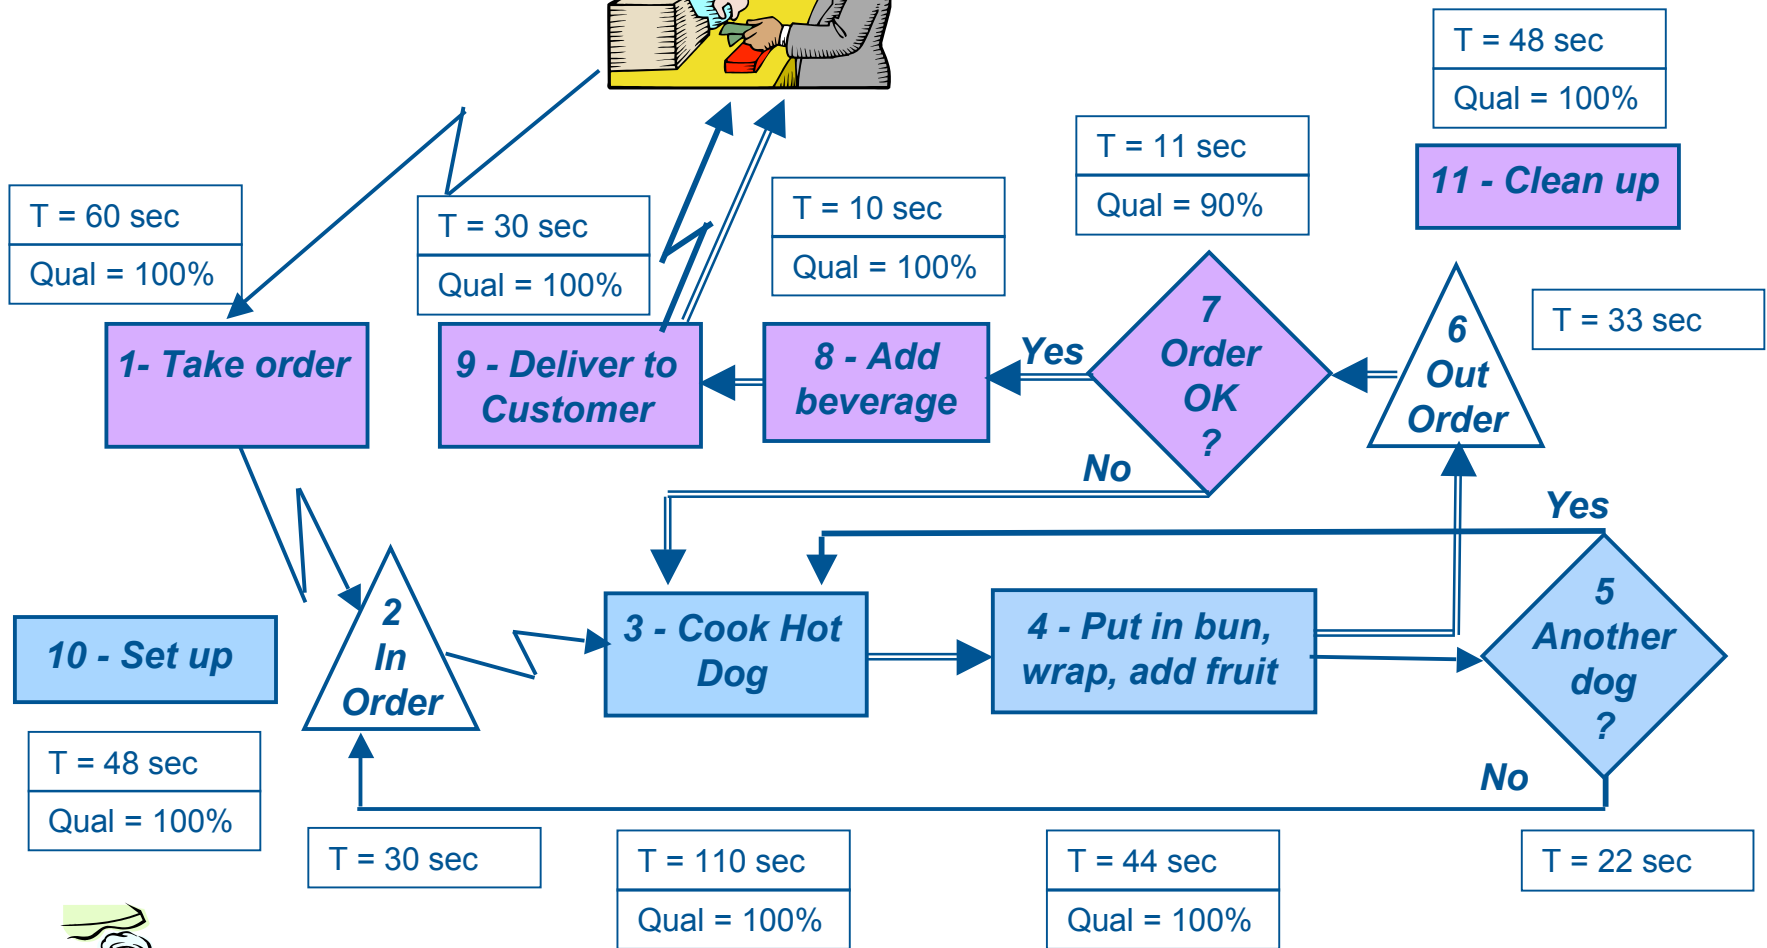 T = 48 sec
Qual = 100%
11 - Clean up
T = 11 sec
Qual = 90%
T = 10 sec
Qual = 100%
T = 30 sec
Qual = 100%
T = 60 sec
Qual = 100%
1- Take order
9 - Deliver to
Customer
8 - Add
beverage
Yes
7
Order
OK
?
No
6
Out
Order
T = 33 sec
Yes
10 - Set up
T = 48 sec
Qual = 100%
2
In
Order
3 - Cook Hot
Dog
4 - Put in bun,
wrap, add fruit
5
Another
dog
?
No
T = 30 sec
T = 110 sec
Qual = 100%
T = 44 sec
Qual = 100%
T = 22 sec